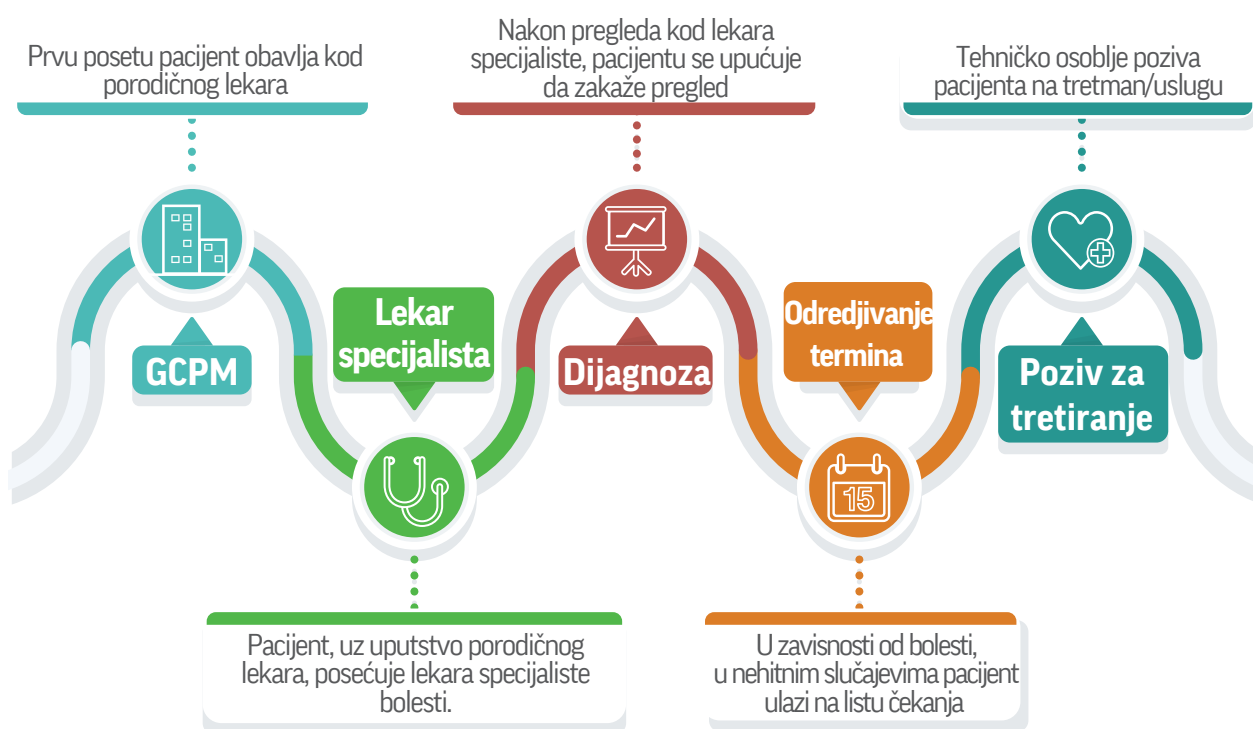 Prvu posetu pacijent obavlja kod
porodičnog lekara
GCPM
Lekar
specijalista
Pacijent, uz uputstvo porodičnog
lekara, posećuje lekara specijaliste
bolesti.
Nakon pregleda kod lekara
specijaliste, pacijentu se upućuje
da zakaže pregled
Dijagnoza
Odredjivanje
termina
15
U zavisnosti od bolesti,
u nehitnim slučajevima pacijent
ulazi na listu čekanja
Tehničko osoblje poziva
pacijenta na tretman/uslugu
Poziv za
tretiranje